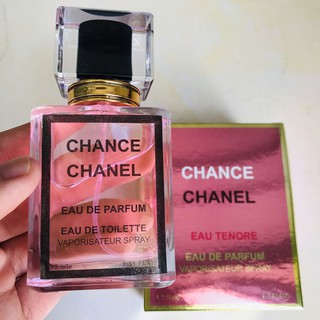 CHANCE
CHANEL
EAU DE PARFUM
EAU DE TOILETTE
VAPORISATEUR SPRAY
CHANCE
CHANEL
EAU TENORE
EAU DE PARFUM
VAPORISATEUR SPRAY